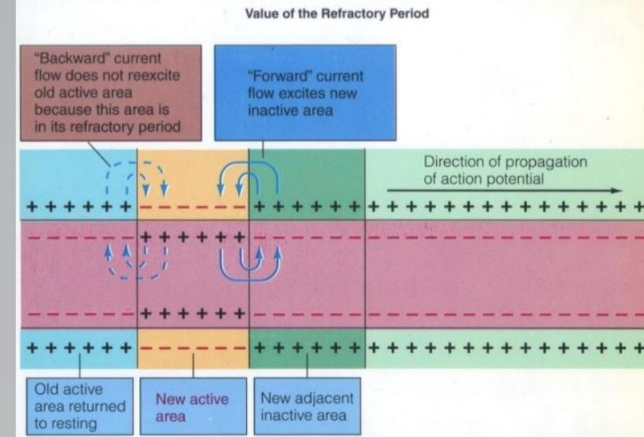 Value of the Refractory Period
"Backward" current
flow does not reexcite
old active area
because this area is
in its refractory period
"Forward" current
flow excites new
inactive area
Direction of propagation
of action potential
Old active
area returned
to resting
New active
area
New adjacent
inactive area